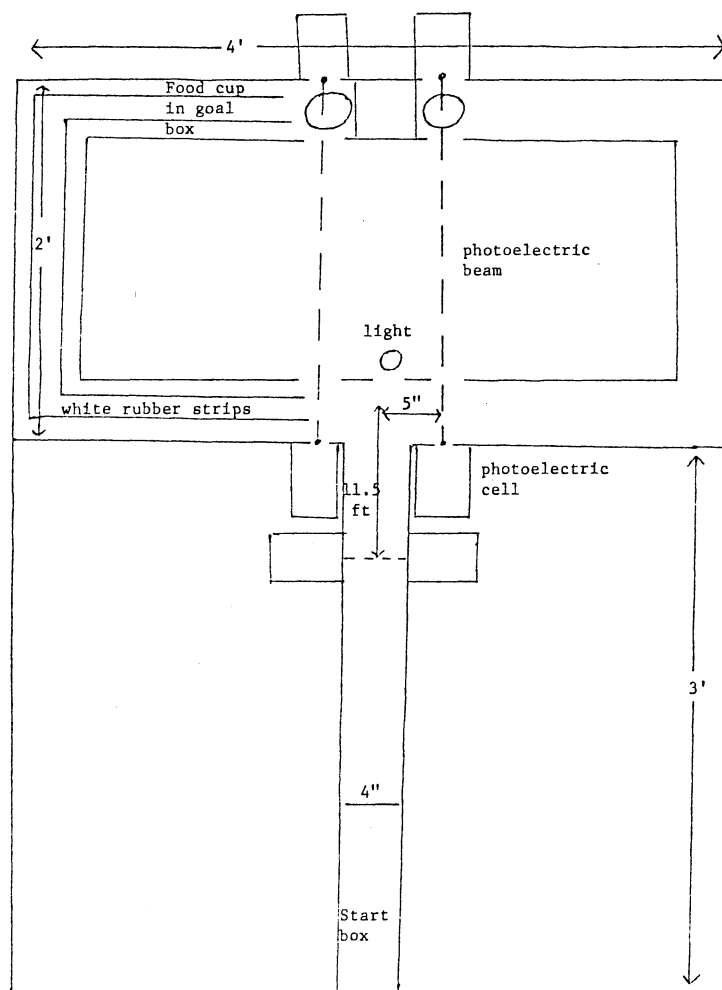 4'
Food cup
in goal
box
2'
photoelectric
beam
light
5"
white rubber strips
photoelectric
cell
11.5
ft
3'
4"
Start
box